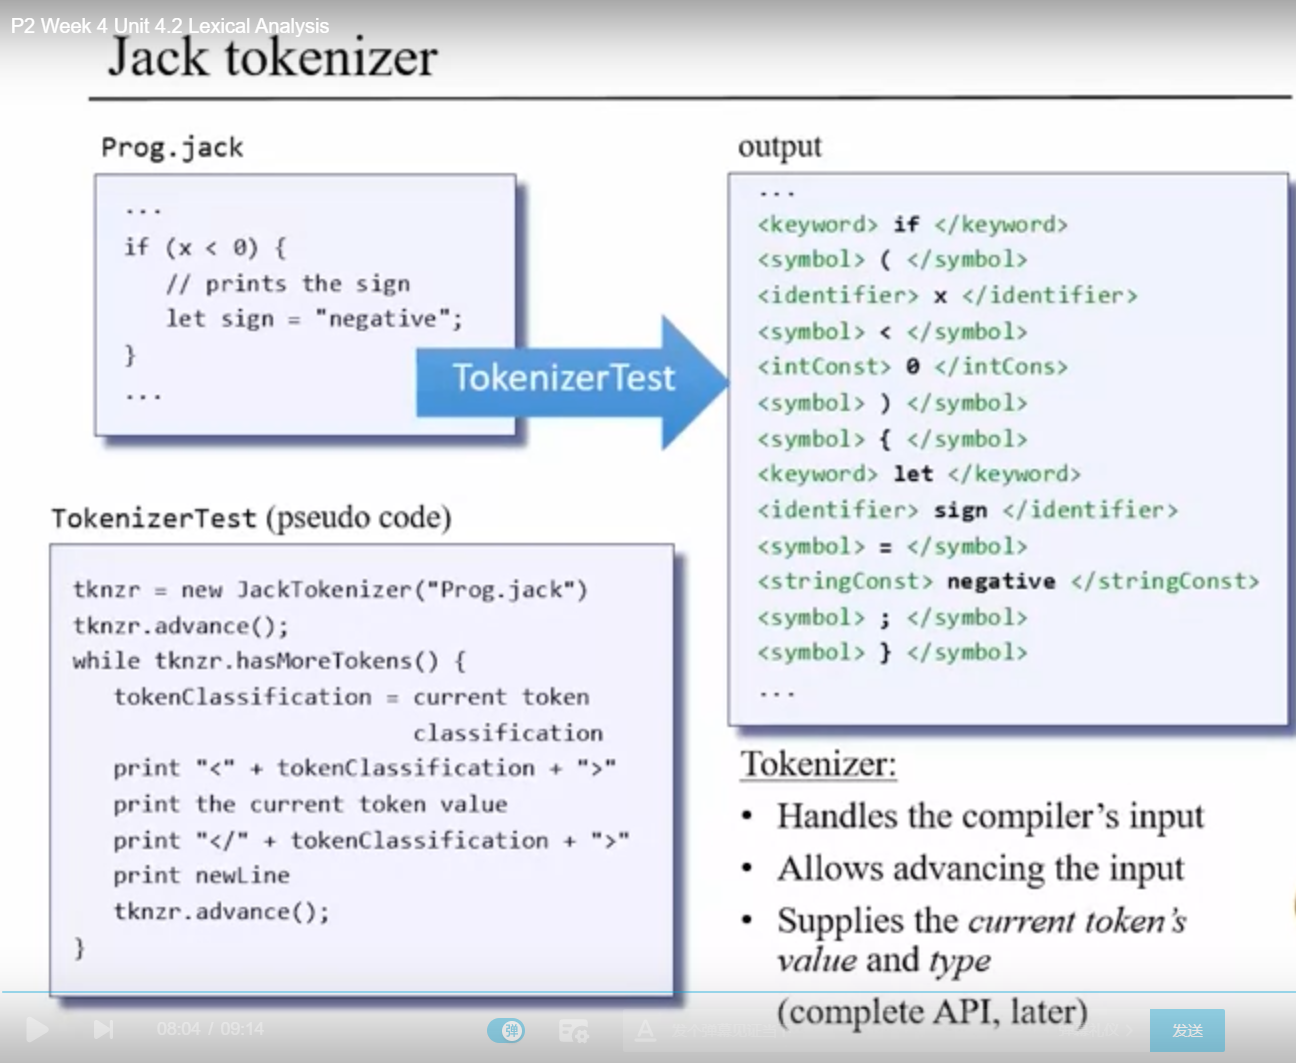 P2 Week 4 Unit 4.2 Lexical Analysis
Jack tokenizer
Prog.jack
...
if (x < 0) {
// prints the sign
let sign = "negative";
}
...
TokenizerTest
output
...
<keyword> if </keyword>
<symbol> ( </symbol>
<identifier> x </identifier>
<symbol> < </symbol>
<intConst> 0 </intCons>
<symbol> ) </symbol>
<symbol> { </symbol>
<keyword> let </keyword>
<identifier> sign </identifier>
<symbol> = </symbol>
<stringConst> negative </stringConst>
<symbol> ; </symbol>
<symbol> } </symbol>
...
TokenizerTest (pseudo code)
tknzr = new JackTokenizer("Prog.jack")
tknzr.advance();
while tknzr.hasMoreTokens() {
tokenClassification = current token
classification
print "<" + tokenClassification + ">"
print the current token value
print "</" + tokenClassification + ">"
print newLine
tknzr.advance();
}
Tokenizer:
• Handles the compiler's input
• Allows advancing the input
• Supplies the current token's
value and type
(complete API, later)
08:04 / 09:14
弹
发送